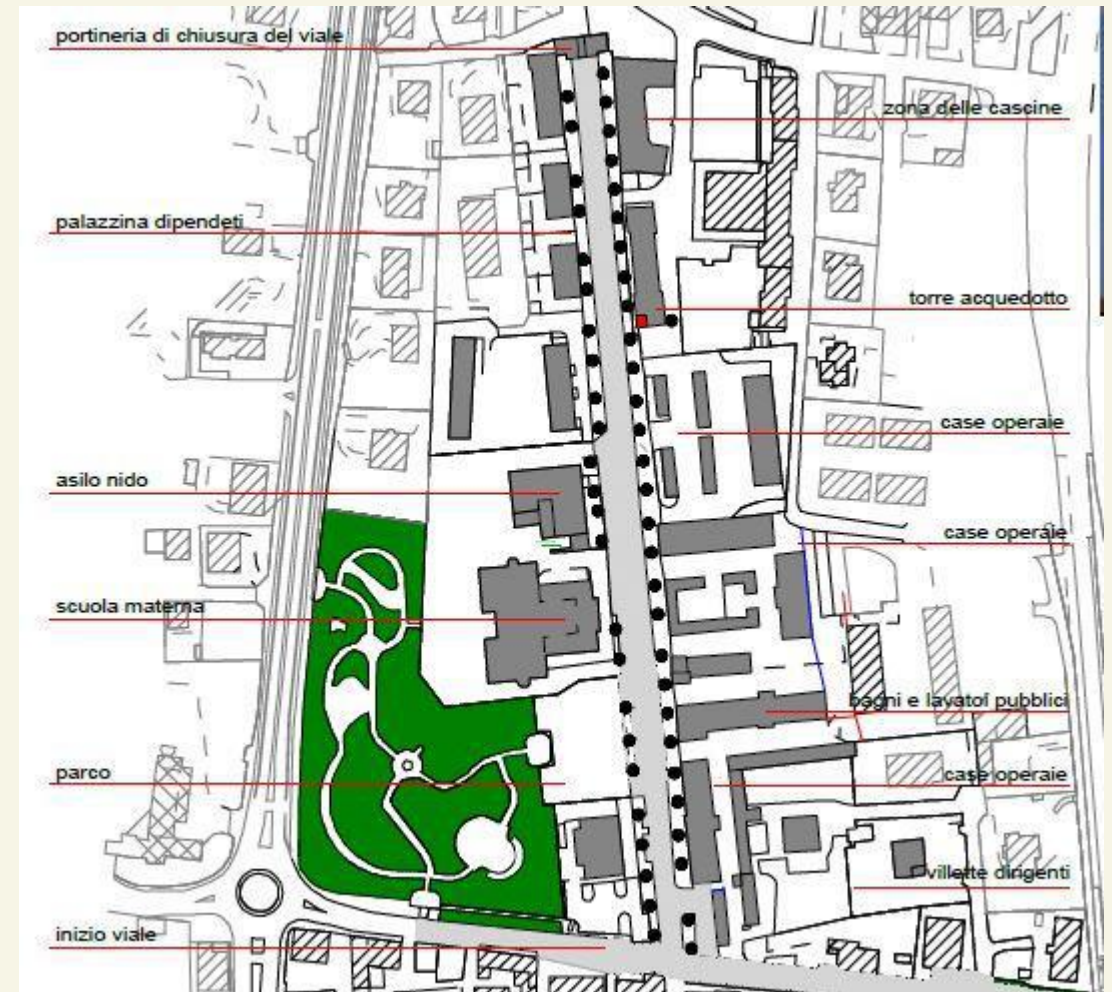 portineria di chiusura del viale
zona delle cascine
palazzina dipendeti
torre acquedotto
case operaie
asilo nido
case operaie
scuola materna
bagni e lavatoi pubblici
parco
case operaie
villette dirigenti
inizio viale